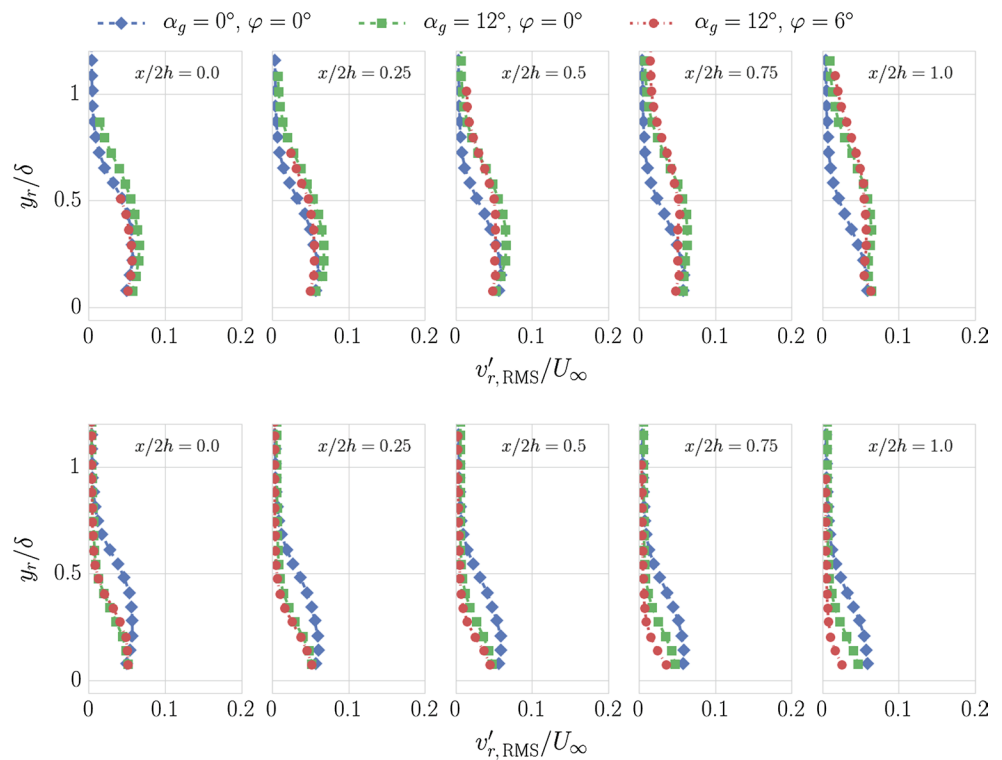 α_g = 0°, φ = 0° α_g = 12°, φ = 0° α_g = 12°, φ = 6°
x/2h = 0.0 x/2h = 0.25 x/2h = 0.5 x/2h = 0.75 x/2h = 1.0
1
y_r/δ
0.5
0
0 0.1 0.2 0 0.1 0.2 0 0.1 0.2 0 0.1 0.2 0 0.1 0.2
v′_{r,RMS}/U_∞
x/2h = 0.0 x/2h = 0.25 x/2h = 0.5 x/2h = 0.75 x/2h = 1.0
1
y_r/δ
0.5
0
0 0.1 0.2 0 0.1 0.2 0 0.1 0.2 0 0.1 0.2 0 0.1 0.2
v′_{r,RMS}/U_∞